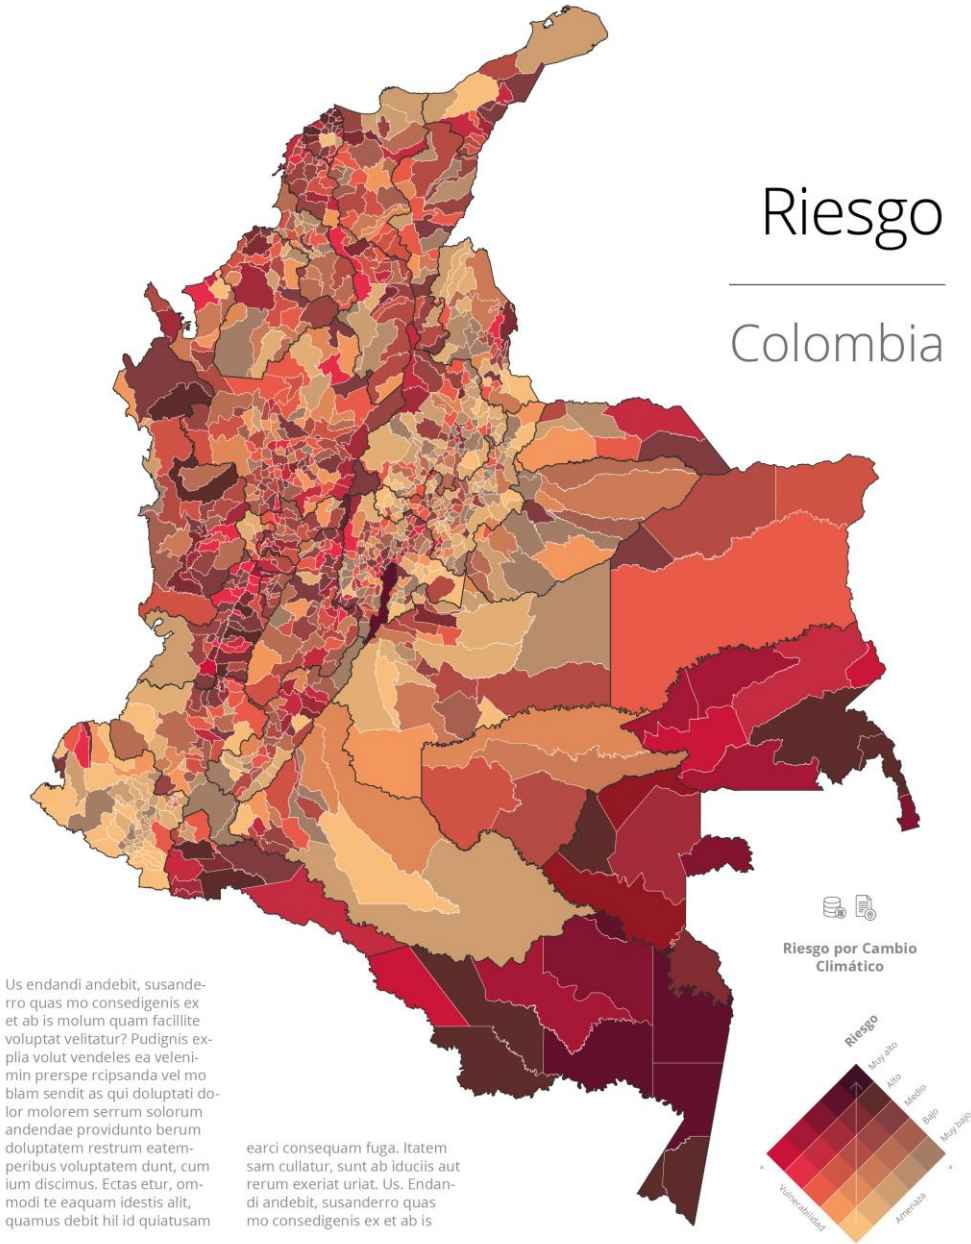 Riesgo
Colombia
Riesgo por Cambio
Climático
Riesgo
Muy alto
Alto
Medio
Bajo
Muy bajo
Vulnerabilidad
Amenaza
Us endandi andebit, susande-
rro quas mo consedigenis ex
et ab is molum quam facillite
voluptat velitatur? Pudignis ex-
plia volut vendeles ea veleni-
min prerspe rcipsanda vel mo
blam sendit as qui doluptati do-
lor molorem serrum solorum
andendae providunto berum
doluptatem restrum eatem-
peribus voluptatem dunt, cum
ium discimus. Ectas etur, om-
modi te eaquam idestis alit,
quamus debit hil id quiatusam
earci consequam fuga. Itatem
sam cullatur, sunt ab iduciis aut
rerum exeriat uriat. Us. Endan-
di andebit, susanderro quas
mo consedigenis ex et ab is